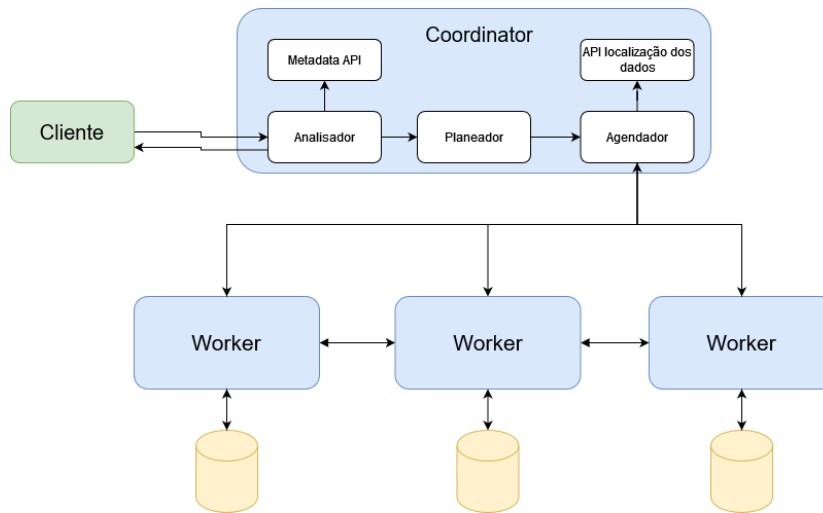 Coordinator
Metadata API
API localização dos
dados
Cliente
Analisador
Planeador
Agendador
Worker
Worker
Worker